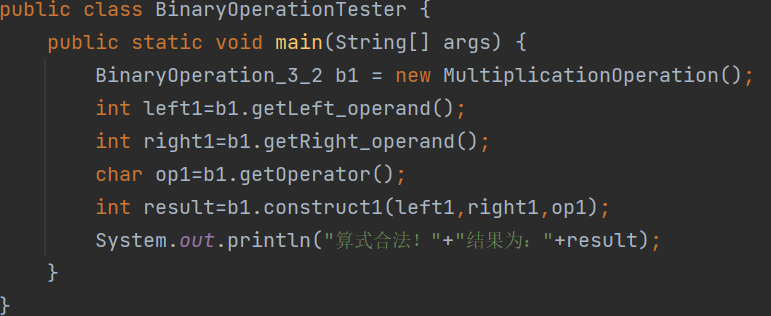 public class BinaryOperationTester {
    public static void main(String[] args) {
        BinaryOperation_3_2 b1 = new MultiplicationOperation();
        int left1=b1.getLeft_operand();
        int right1=b1.getRight_operand();
        char op1=b1.getOperator();
        int result=b1.construct1(left1,right1,op1);
        System.out.println("算式合法！"+"结果为："+result);
    }
}